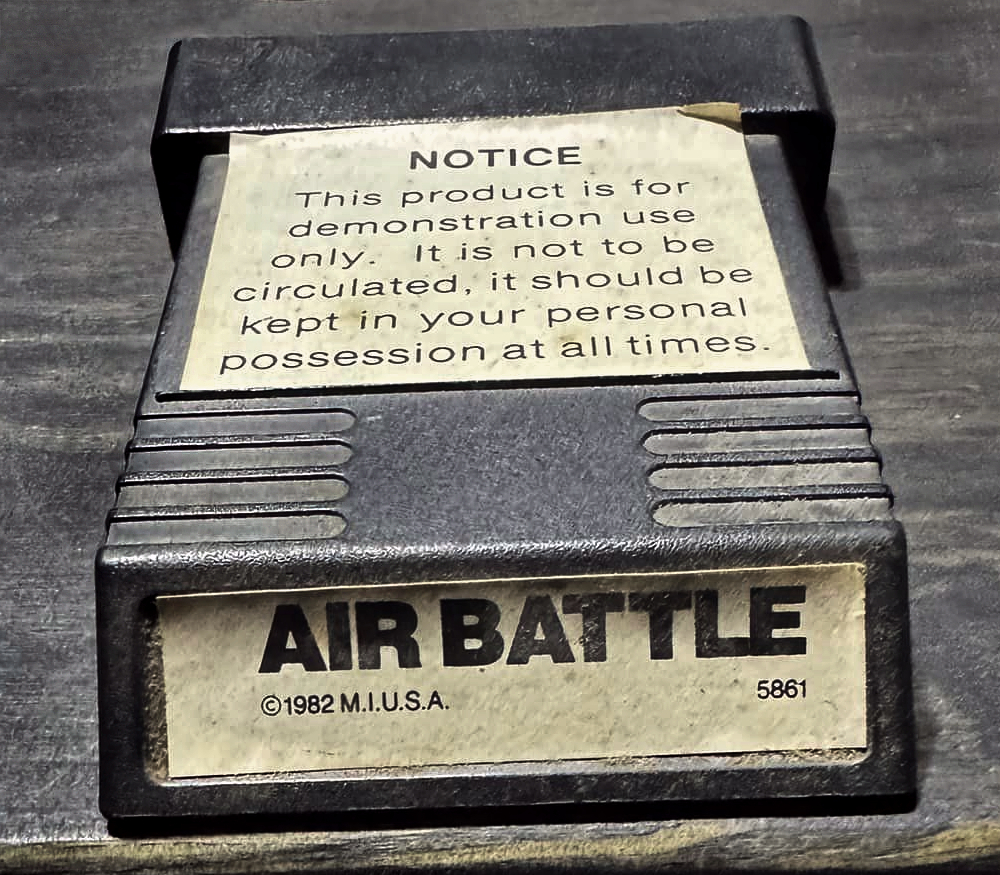 NOTICE
This product is for
demonstration use
only. It is not to be
circulated, it should be
kept in your personal
possession at all times.
AIR BATTLE
©1982 M.I.U.S.A.
5861